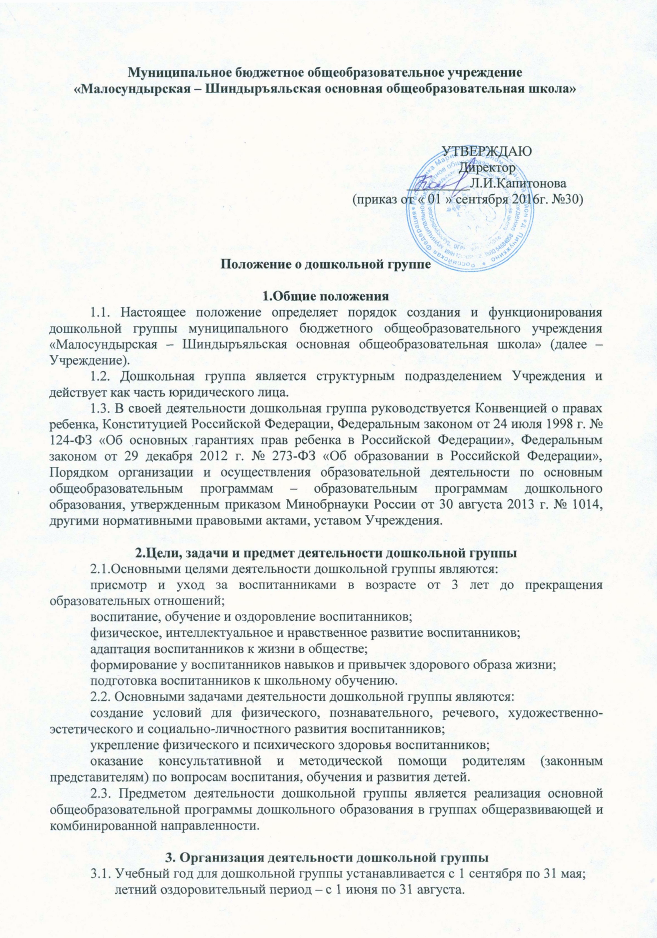 Муниципальное бюджетное общеобразовательное учреждение
«Малосундырская – Шиндыръяльская основная общеобразовательная школа»
УТВЕРЖДАЮ
Директор
Л.И.Капитонова
(приказ от « 01 » сентября 2016г. №30)
Положение о дошкольной группе
1.Общие положения
1.1. Настоящее положение определяет порядок создания и функционирования
дошкольной группы муниципального бюджетного общеобразовательного учреждения
«Малосундырская – Шиндыръяльская основная общеобразовательная школа» (далее –
Учреждение).
1.2. Дошкольная группа является структурным подразделением Учреждения и
действует как часть юридического лица.
1.3. В своей деятельности дошкольная группа руководствуется Конвенцией о правах
ребенка, Конституцией Российской Федерации, Федеральным законом от 24 июля 1998 г. №
124-ФЗ «Об основных гарантиях прав ребенка в Российской Федерации», Федеральным
законом от 29 декабря 2012 г. № 273-ФЗ «Об образовании в Российской Федерации»,
Порядком организации и осуществления образовательной деятельности по основным
общеобразовательным программам – образовательным программам дошкольного
образования, утвержденным приказом Минобрнауки России от 30 августа 2013 г. № 1014,
другими нормативными правовыми актами, уставом Учреждения.
2.Цели, задачи и предмет деятельности дошкольной группы
2.1.Основными целями деятельности дошкольной группы являются:
присмотр и уход за воспитанниками в возрасте от 3 лет до прекращения
образовательных отношений;
воспитание, обучение и оздоровление воспитанников;
физическое, интеллектуальное и нравственное развитие воспитанников;
адаптация воспитанников к жизни в обществе;
формирование у воспитанников навыков и привычек здорового образа жизни;
подготовка воспитанников к школьному обучению.
2.2. Основными задачами деятельности дошкольной группы являются:
создание условий для физического, познавательного, речевого, художественно-
эстетического и социально-личностного развития воспитанников;
укрепление физического и психического здоровья воспитанников;
оказание консультативной и методической помощи родителям (законным
представителям) по вопросам воспитания, обучения и развития детей.
2.3. Предметом деятельности дошкольной группы является реализация основной
общеобразовательной программы дошкольного образования в группах общеразвивающей и
комбинированной направленности.
3. Организация деятельности дошкольной группы
3.1. Учебный год для дошкольной группы устанавливается с 1 сентября по 31 мая;
летний оздоровительный период – с 1 июня по 31 августа.